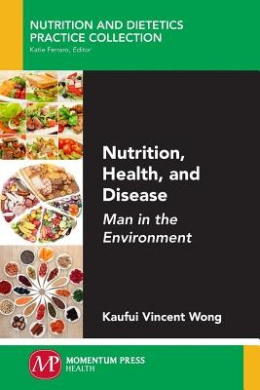 NUTRITION AND DIETETICS
PRACTICE COLLECTION
Katie Ferraro, Editor
Nutrition,
Health, and
Disease
Man in the
Environment
Kaufui Vincent Wong
MOMENTUM PRESS
HEALTH